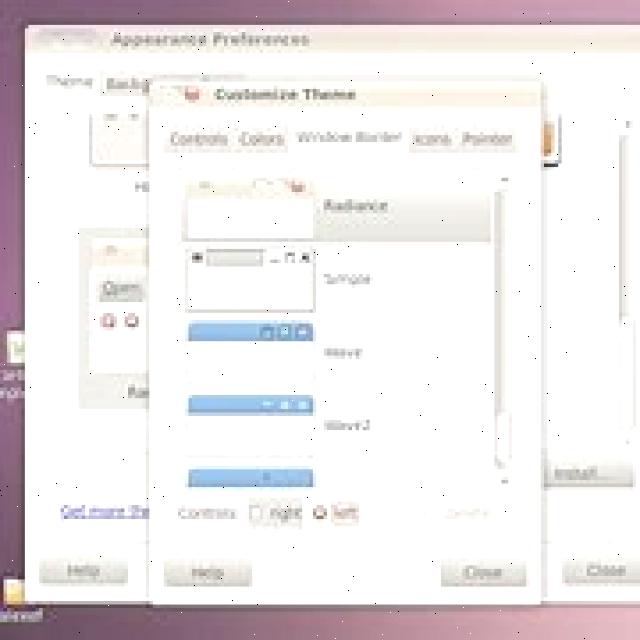 Appearance Preferences
Theme
Customize Theme
Controls Colors Window Border Icons Pointer
Radiance
Simple
Wave
Wave2
Open
Install...
Get more the
Controls right left
Help
Help
Close
Close